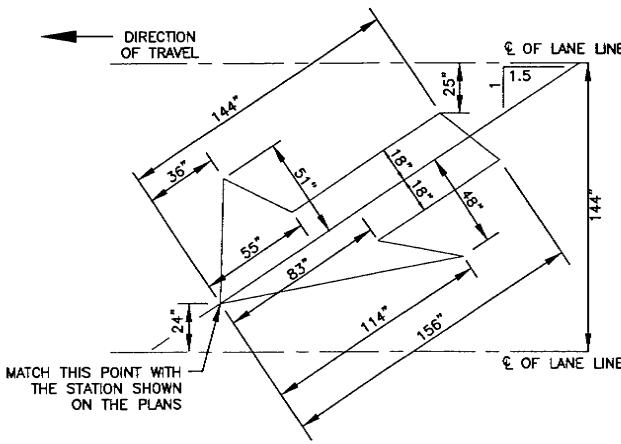 DIRECTION
OF TRAVEL
℄ OF LANE LINE
1.5
1
25"
144"
36"
51"
18"
18"
48"
144"
55"
83"
24"
114"
156"
MATCH THIS POINT WITH
THE STATION SHOWN
ON THE PLANS
℄ OF LANE LINE